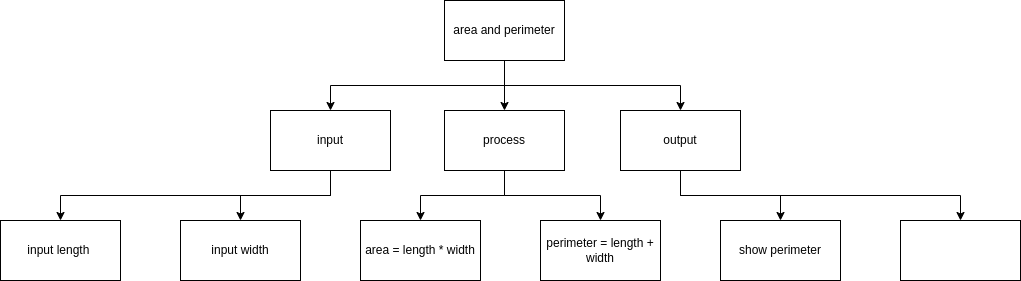 area and perimeter
input
process
output
input length
input width
area = length * width
perimeter = length +
width
show perimeter